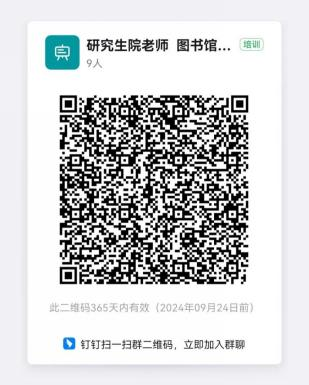 研究生院老师 图书馆...
培训
9人
此二维码365天内有效（2024年09月24日前）
钉钉扫一扫群二维码，立即加入群聊